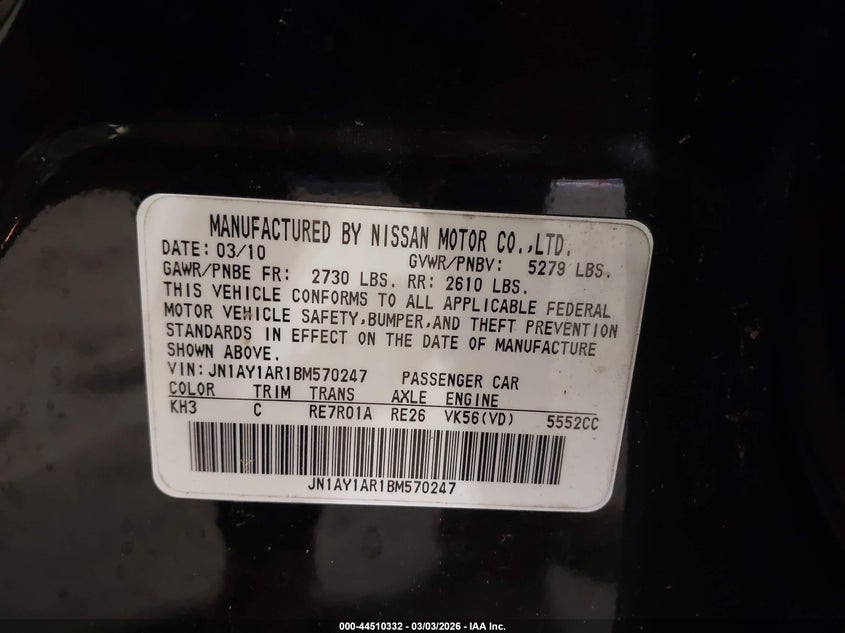 MANUFACTURED BY NISSAN MOTOR CO.,LTD.
DATE: 03/10 GVWR/PNBV: 5279 LBS.
GAWR/PNBE FR: 2730 LBS. RR: 2610 LBS.
THIS VEHICLE CONFORMS TO ALL APPLICABLE FEDERAL
MOTOR VEHICLE SAFETY,BUMPER,AND THEFT PREVENTION
STANDARDS IN EFFECT ON THE DATE OF MANUFACTURE
SHOWN ABOVE.
VIN:JN1AY1AR1BM570247 PASSENGER CAR
COLOR TRIM TRANS AXLE ENGINE
KH3 C RE7R01A RE26 VK56(VD) 5552CC
JN1AY1AR1BM570247
000-44510332 - 03/03/2026 - IAA Inc.